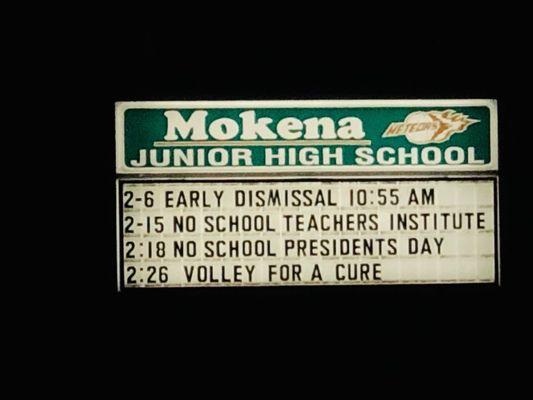 Mokena
METEORS
JUNIOR HIGH SCHOOL
2-6 EARLY DISMISSAL 10:55 AM
2-15 NO SCHOOL TEACHERS INSTITUTE
2:18 NO SCHOOL PRESIDENTS DAY
2:26 VOLLEY FOR A CURE